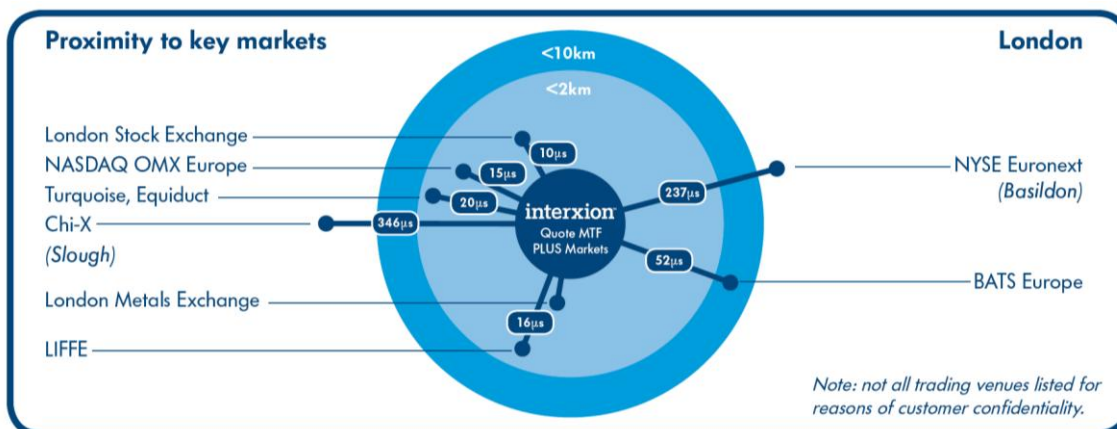 Proximity to key markets
London
<10km
<2km
London Stock Exchange
10µs
NASDAQ OMX Europe
15µs
Turquoise, Equiduct
20µs
Chi-X
(Slough)
346µs
interxion
Quote MTF
PLUS Markets
237µs
NYSE Euronext
(Basildon)
52µs
BATS Europe
London Metals Exchange
16µs
LIFFE
Note: not all trading venues listed for
reasons of customer confidentiality.